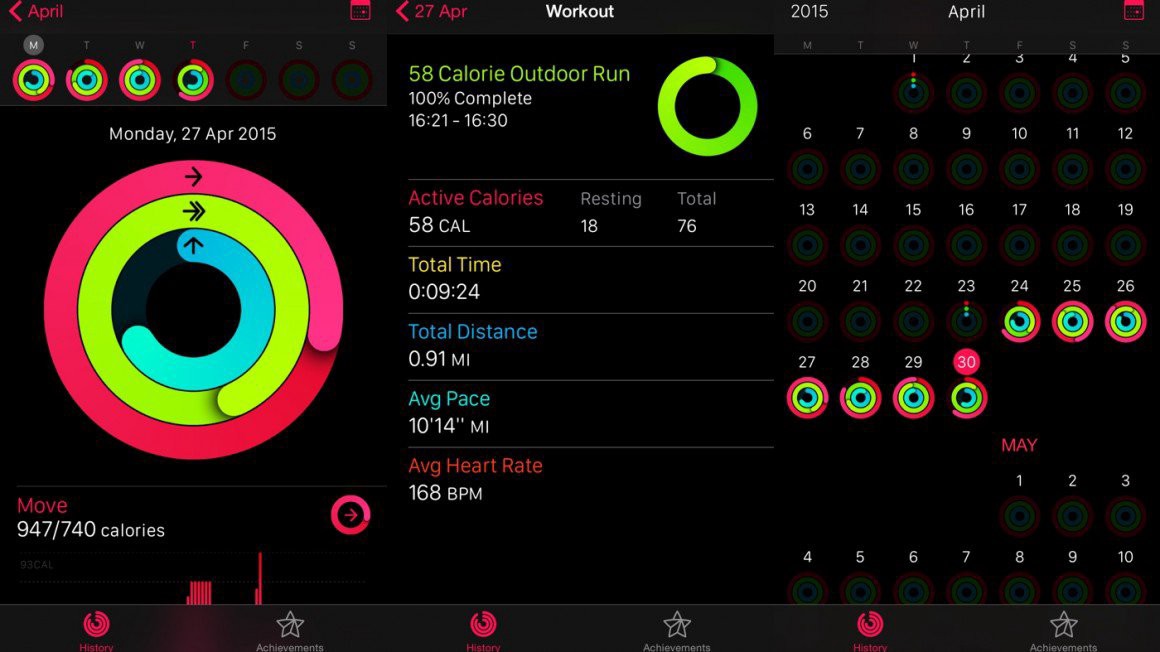 April
M T W T F S S
Monday, 27 Apr 2015
Move
947/740 calories
93CAL
History
Achievements
27 Apr
Workout
58 Calorie Outdoor Run
100% Complete
16:21 - 16:30
Active Calories Resting Total
58 CAL 18 76
Total Time
0:09:24
Total Distance
0.91 MI
Avg Pace
10'14'' MI
Avg Heart Rate
168 BPM
History
Achievements
2015 April
M T W T F S S
1 2 3 4 5
6 7 8 9 10 11 12
13 14 15 16 17 18 19
20 21 22 23 24 25 26
27 28 29 30
MAY
1 2 3
4 5 6 7 8 9 10
History
Achievements